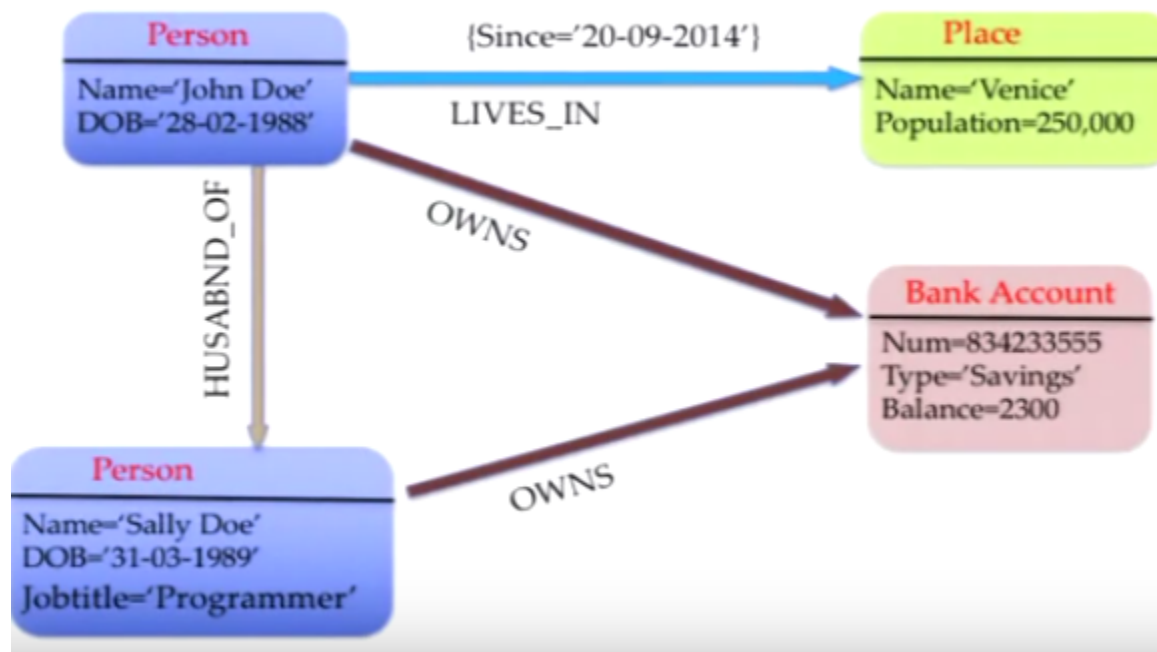 Person
Name='John Doe'
DOB='28-02-1988'
{Since='20-09-2014'}
LIVES_IN
Place
Name='Venice'
Population=250,000
HUSABND_OF
OWNS
Bank Account
Num=834233555
Type='Savings'
Balance=2300
Person
Name='Sally Doe'
DOB='31-03-1989'
Jobtitle='Programmer'
OWNS